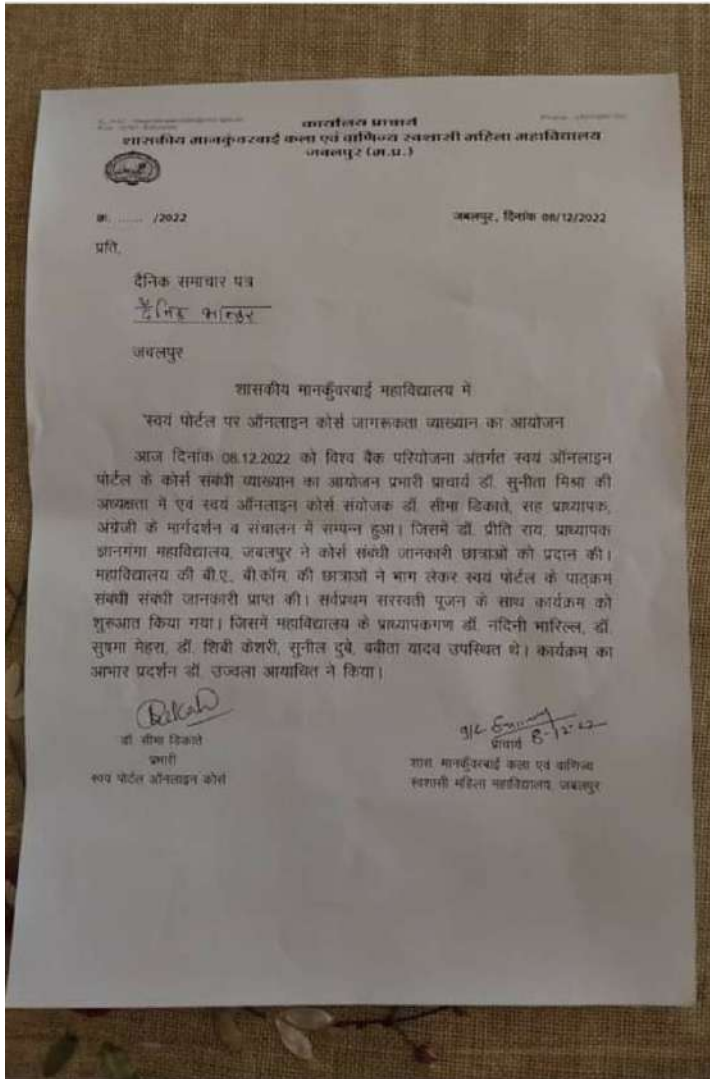 कार्यालय प्राचार्य
शासकीय मानकुंवरबाई कला एवं वाणिज्य स्वशासी महिला महाविद्यालय
जबलपुर (म.प्र.)
क्र. ...... /2022 जबलपुर, दिनांक 08/12/2022
प्रति,
दैनिक समाचार पत्र
दैनिक भास्कर
जबलपुर
शासकीय मानकुँवरबाई महाविद्यालय में
'स्वयं पोर्टल पर ऑनलाइन कोर्स जागरूकता व्याख्यान का आयोजन
आज दिनांक 08.12.2022 को विश्व बैंक परियोजना अंतर्गत स्वयं ऑनलाइन
पोर्टल के कोर्स संबंधी व्याख्यान का आयोजन प्रभारी प्राचार्य डॉ. सुनीता मिश्रा की
अध्यक्षता में एवं स्वयं ऑनलाइन कोर्स संयोजक डॉ. सीमा डिकाते, सह प्राध्यापक,
अंग्रेजी के मार्गदर्शन व संचालन में सम्पन्न हुआ। जिसमें डॉ. प्रीति राय, प्राध्यापक
ज्ञानगंगा महाविद्यालय, जबलपुर ने कोर्स संबंधी जानकारी छात्राओं को प्रदान की।
महाविद्यालय की बी.ए., बी.कॉम. की छात्राओं ने भाग लेकर स्वयं पोर्टल के पाठ्क्रम
संबंधी संबंधी जानकारी प्राप्त की। सर्वप्रथम सरस्वती पूजन के साथ कार्यक्रम को
शुरुआत किया गया। जिसमें महाविद्यालय के प्राध्यापकगण डॉ. नंदिनी भारिल्ल, डॉ.
सुषमा मेहरा, डॉ. शिबी केशरी, सुनील दुबे, बबीता यादव उपस्थित थे। कार्यक्रम का
आभार प्रदर्शन डॉ. उज्वला आयाचित ने किया।
डॉ. सीमा डिकाते
प्रभारी
स्वयं पोर्टल ऑनलाइन कोर्स
8-12-22
प्राचार्य
शास. मानकुँवरबाई कला एवं वाणिज्य
स्वशासी महिला महाविद्यालय, जबलपुर